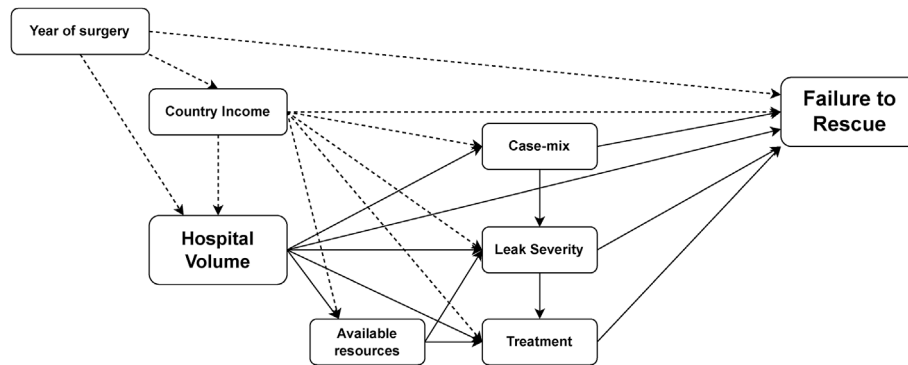 Year of surgery
Country Income
Failure to
Rescue
Case-mix
Hospital
Volume
Leak Severity
Available
resources
Treatment